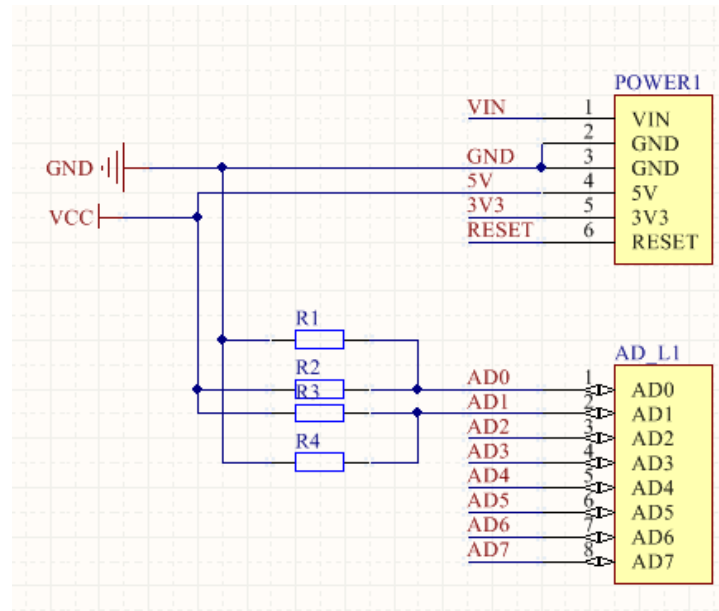 POWER1
VIN 1 VIN
2 GND
GND 3 GND
5V 4 5V
3V3 5 3V3
RESET 6 RESET
GND
VCC
R1
R2
R3
R4
AD_L1
AD0 1 AD0
AD1 2 AD1
AD2 3 AD2
AD3 4 AD3
AD4 5 AD4
AD5 6 AD5
AD6 7 AD6
AD7 8 AD7